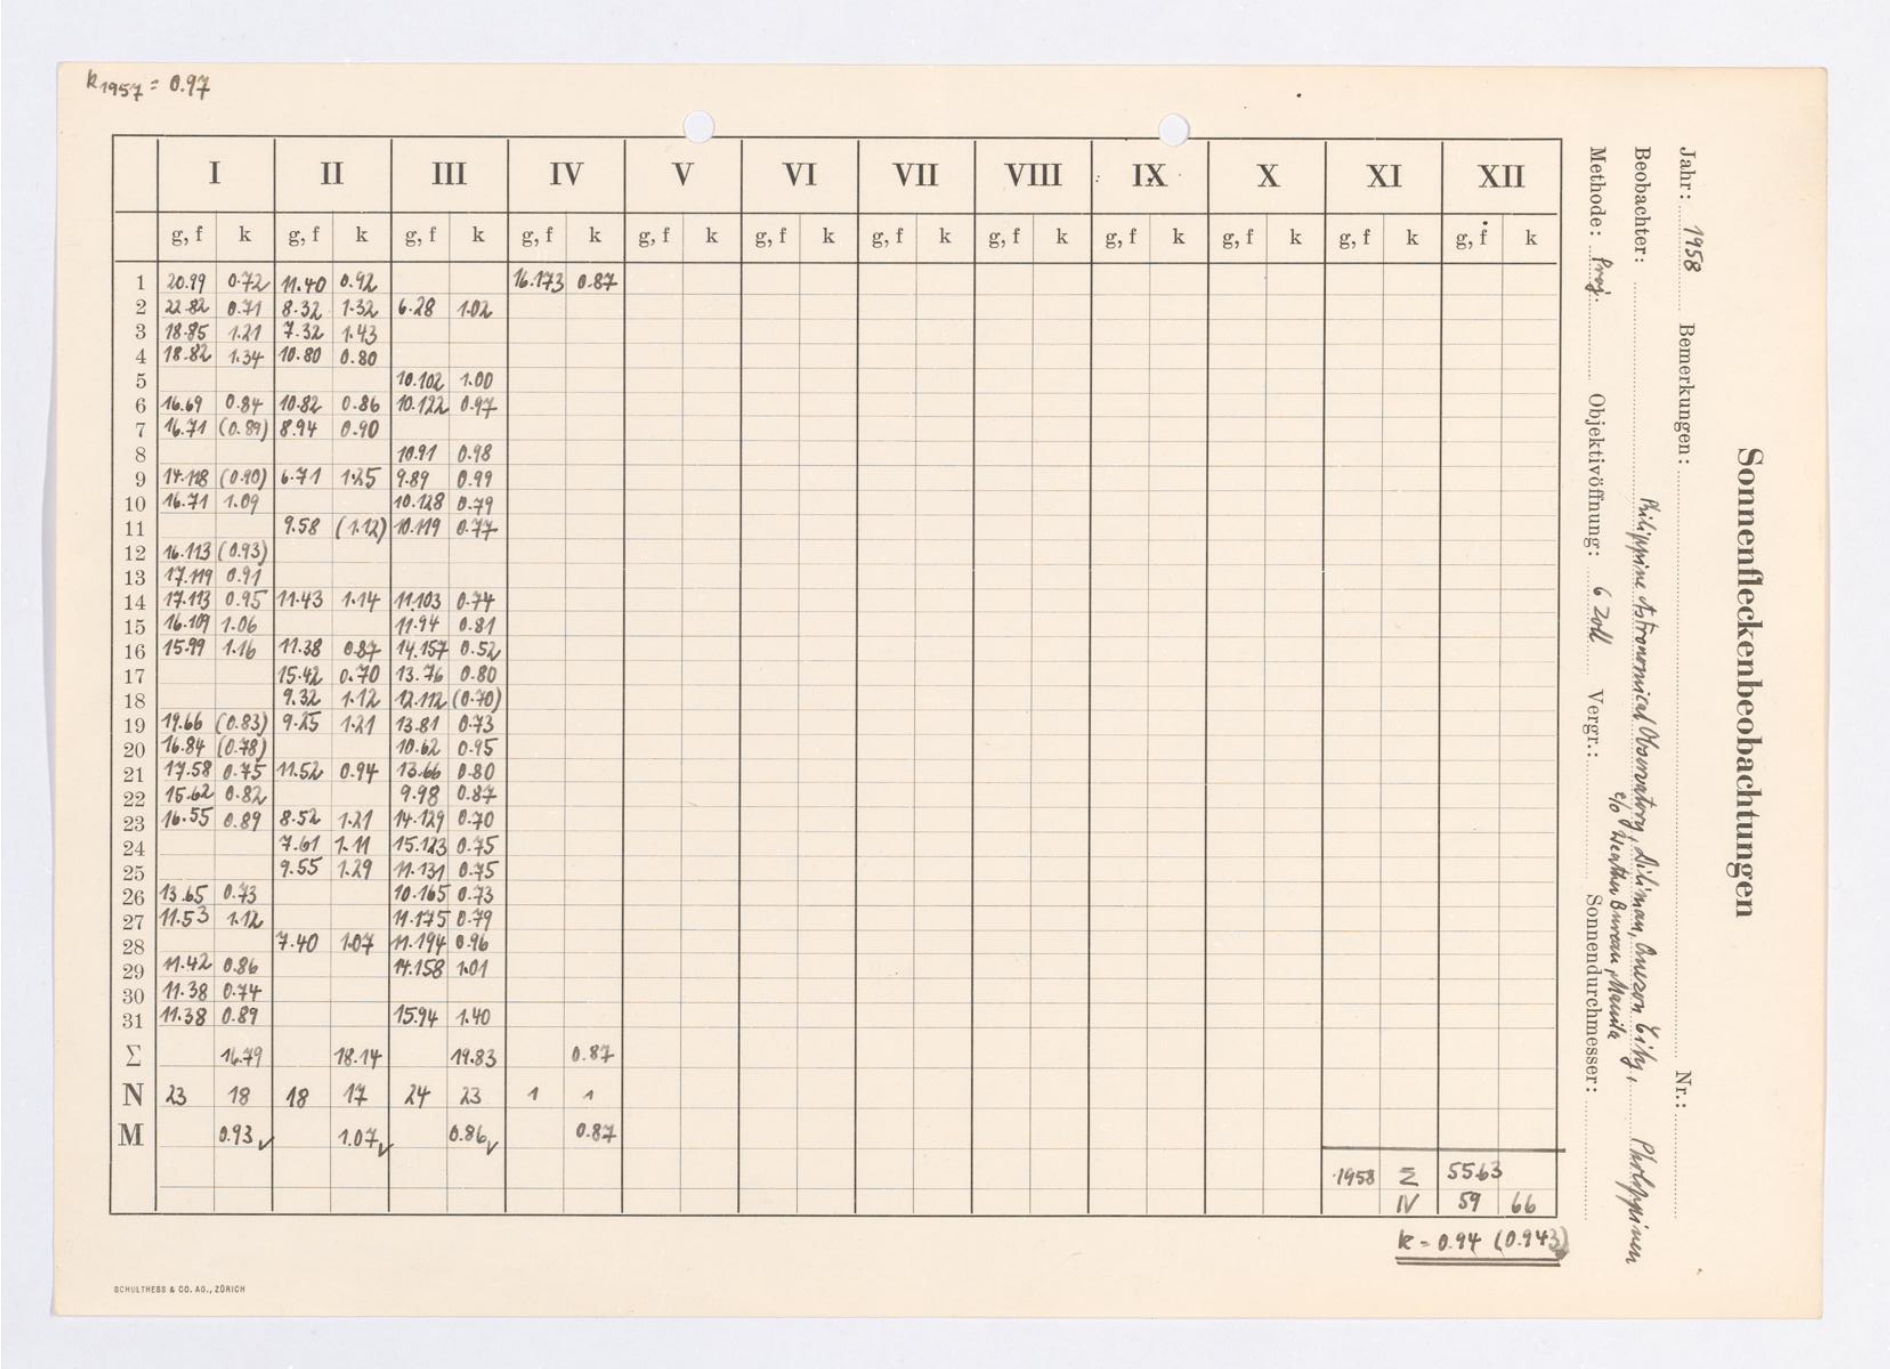 k1957 = 0.97
I II III IV V VI VII VIII IX X XI XII
g, f k g, f k g, f k g, f k g, f k g, f k g, f k g, f k g, f k g, f k g, f k g, f k
1 20.99 0.72 11.40 0.92 16.173 0.87
2 22.82 0.71 8.32 1.32 6.28 1.02
3 18.85 1.21 7.32 1.43
4 18.82 1.34 10.80 0.80
5 10.102 1.00
6 16.69 0.84 10.82 0.86 10.122 0.97
7 16.71 (0.89) 8.94 0.90
8 10.91 0.98
9 14.118 (0.90) 6.71 1.25 9.89 0.99
10 16.71 1.09 10.128 0.79
11 9.58 (1.12) 10.119 0.77
12 16.113 (0.93)
13 17.119 0.91
14 17.113 0.95 11.43 1.14 11.103 0.74
15 16.109 1.06 11.94 0.81
16 15.99 1.16 11.38 0.87 14.157 0.52
17 15.42 0.70 13.76 0.80
18 9.32 1.12 12.112 (0.70)
19 19.66 (0.83) 9.25 1.21 13.81 0.73
20 16.84 (0.78) 10.62 0.95
21 17.58 0.75 11.52 0.94 13.66 0.80
22 15.62 0.82 9.98 0.87
23 16.55 0.89 8.52 1.21 14.129 0.70
24 7.61 1.11 15.123 0.75
25 9.55 1.29 11.131 0.75
26 13.65 0.73 10.165 0.73
27 11.53 1.12 11.175 0.79
28 7.40 1.07 11.194 0.96
29 11.42 0.86 14.158 1.01
30 11.38 0.74
31 11.38 0.89 15.94 1.40
Σ 16.79 18.14 19.83 0.87
N 23 18 18 17 24 23 1 1
M 0.93 ✓ 1.07 ✓ 0.86 ✓ 0.87
1958 Σ 55.63
N 59 66
k = 0.94 (0.943)
SCHULTHESS & CO. AG., ZÜRICH
Sonnenfleckenbeobachtungen
Jahr: 1958 Bemerkungen: Nr.:
Beobachter: Philippine Astronomical Observatory, Diliman, Quezon City, Philippinen
c/o Weather Bureau, Manila
Methode: Proj. Objektivöffnung: 6 Zoll Vergr.: Sonnendurchmesser: